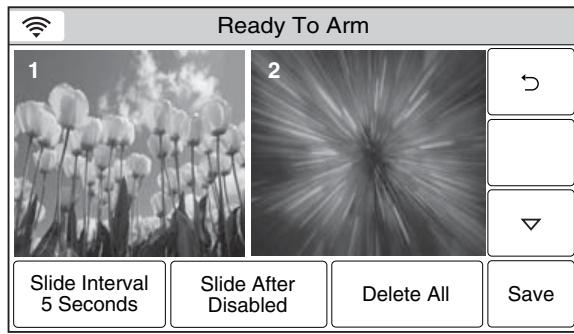 Ready To Arm
1
2
Slide Interval
5 Seconds
Slide After
Disabled
Delete All
Save